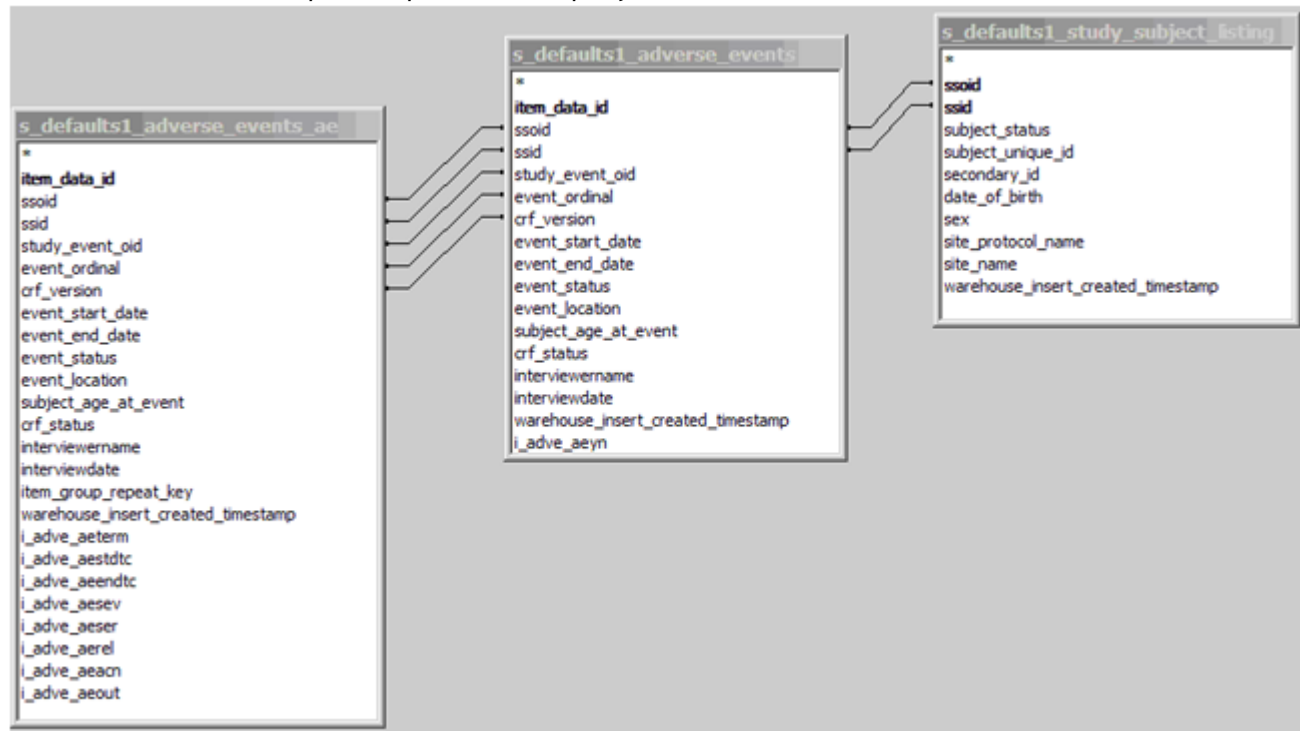 s_defaults1_adverse_events_ae
*
item_data_id
ssoid
ssid
study_event_oid
event_ordinal
crf_version
event_start_date
event_end_date
event_status
event_location
subject_age_at_event
crf_status
interviewername
interviewdate
item_group_repeat_key
warehouse_insert_created_timestamp
i_adve_aeterm
i_adve_aestdtc
i_adve_aeendtc
i_adve_aesev
i_adve_aeser
i_adve_aerel
i_adve_aeacn
i_adve_aeout
s_defaults1_adverse_events
*
item_data_id
ssoid
ssid
study_event_oid
event_ordinal
crf_version
event_start_date
event_end_date
event_status
event_location
subject_age_at_event
crf_status
interviewername
interviewdate
warehouse_insert_created_timestamp
i_adve_aeyn
s_defaults1_study_subject_listing
*
ssoid
ssid
subject_status
subject_unique_id
secondary_id
date_of_birth
sex
site_protocol_name
site_name
warehouse_insert_created_timestamp